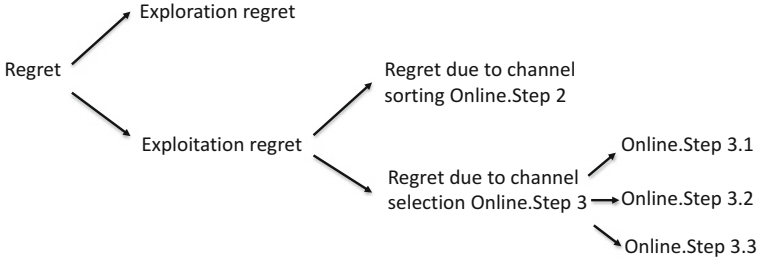 Exploration regret
Regret
Regret due to channel
sorting Online.Step 2
Exploitation regret
Online.Step 3.1
Regret due to channel
selection Online.Step 3
Online.Step 3.2
Online.Step 3.3